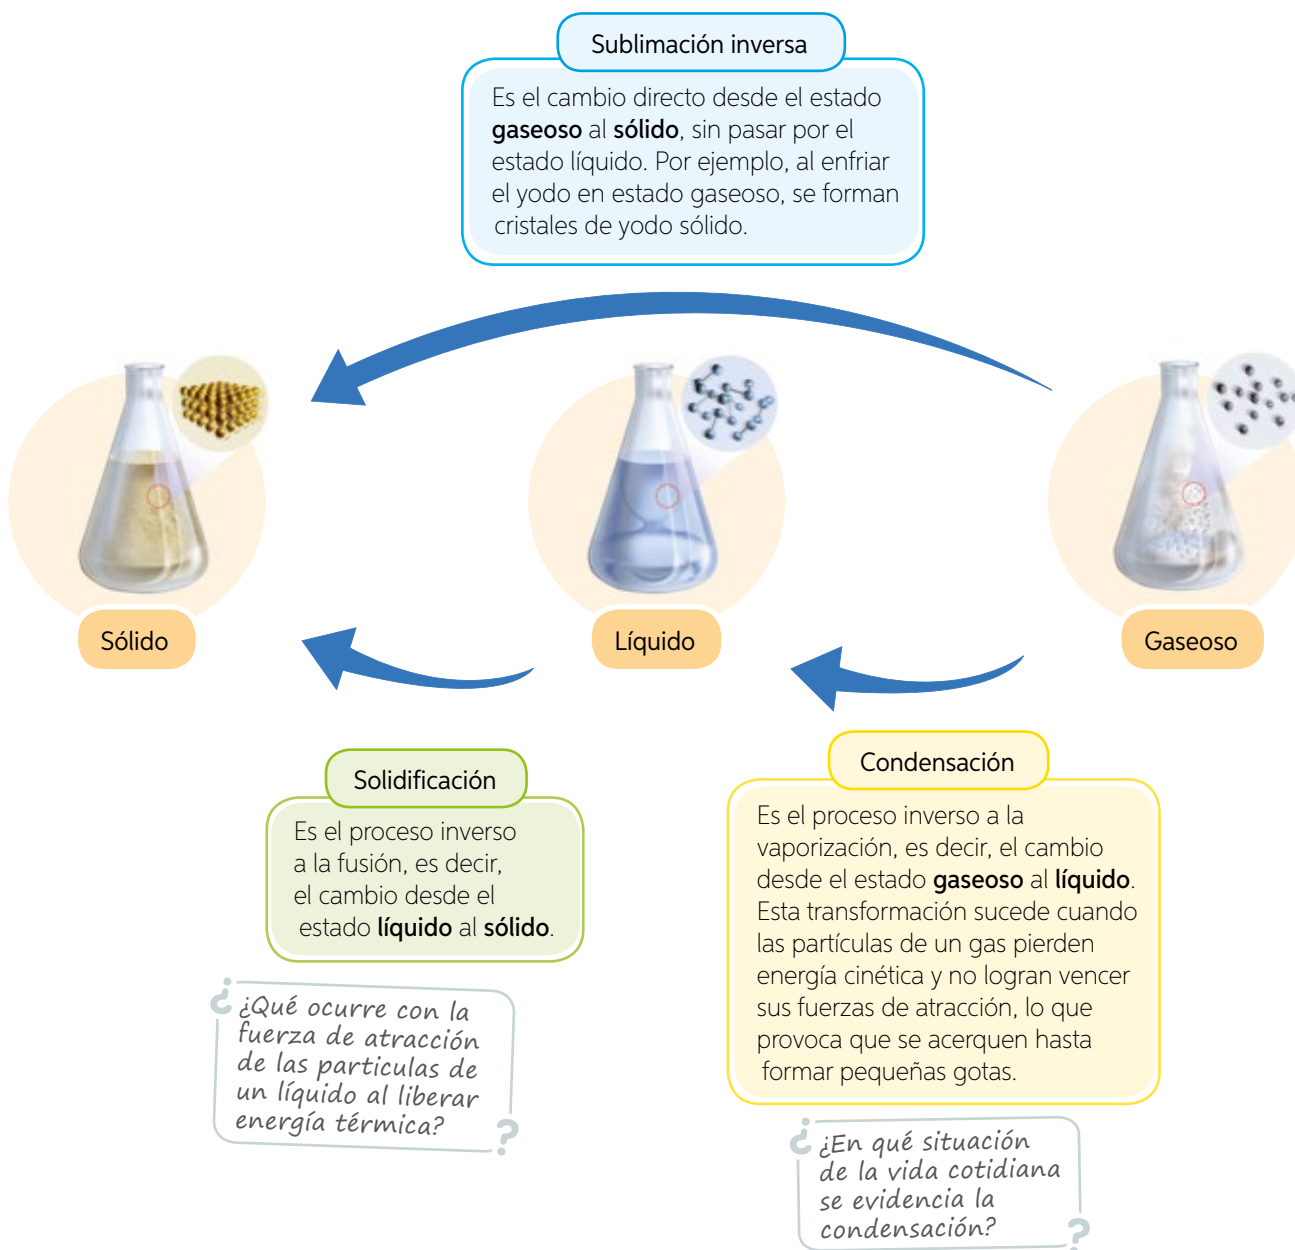 Sublimación inversa
Es el cambio directo desde el estado
gaseoso al sólido, sin pasar por el
estado líquido. Por ejemplo, al enfriar
el yodo en estado gaseoso, se forman
cristales de yodo sólido.
Sólido
Líquido
Gaseoso
Solidificación
Es el proceso inverso
a la fusión, es decir,
el cambio desde el
estado líquido al sólido.
¿Qué ocurre con la
fuerza de atracción
de las particulas de
un líquido al liberar
energía térmica?
Condensación
Es el proceso inverso a la
vaporización, es decir, el cambio
desde el estado gaseoso al líquido.
Esta transformación sucede cuando
las partículas de un gas pierden
energía cinética y no logran vencer
sus fuerzas de atracción, lo que
provoca que se acerquen hasta
formar pequeñas gotas.
¿En qué situación
de la vida cotidiana
se evidencia la
condensación?